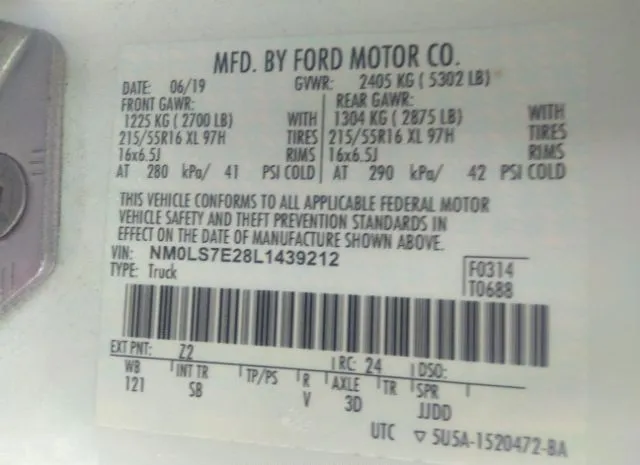 MFD. BY FORD MOTOR CO.
DATE: 06/19 GVWR: 2405 KG ( 5302 LB)
FRONT GAWR: REAR GAWR:
1225 KG ( 2700 LB) WITH 1304 KG ( 2875 LB) WITH
215/55R16 XL 97H TIRES 215/55R16 XL 97H TIRES
16x6.5J RIMS 16x6.5J RIMS
AT 280 kPa/ 41 PSI COLD AT 290 kPa/ 42 PSI COLD
THIS VEHICLE CONFORMS TO ALL APPLICABLE FEDERAL MOTOR
VEHICLE SAFETY AND THEFT PREVENTION STANDARDS IN
EFFECT ON THE DATE OF MANUFACTURE SHOWN ABOVE.
VIN: NM0LS7E28L1439212
TYPE: Truck
F0314
T0688
EXT PNT: Z2 RC: 24 DSO:
WB INT TR TP/PS R AXLE TR SPR
121 SB V 3D JJDD
UTC ▽ 5U5A-1520472-BA